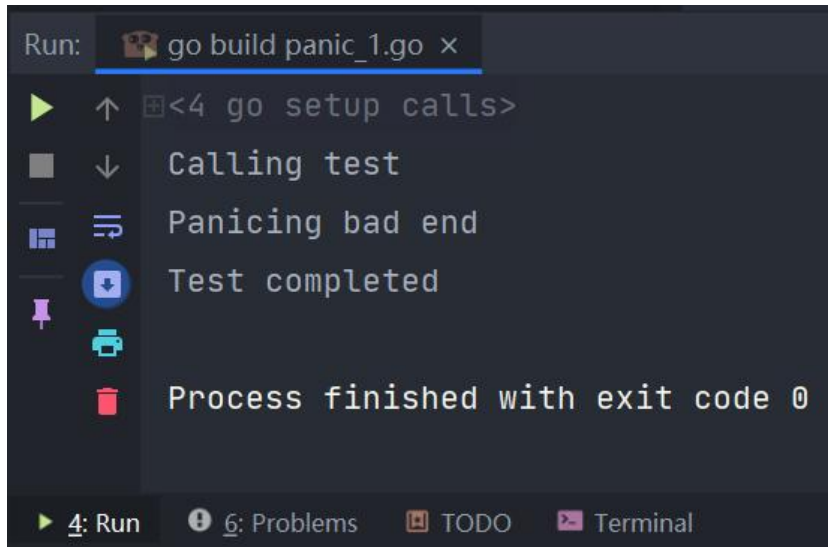 Run: go build panic_1.go ×
<4 go setup calls>
Calling test
Panicing bad end
Test completed
Process finished with exit code 0
4: Run 6: Problems TODO Terminal